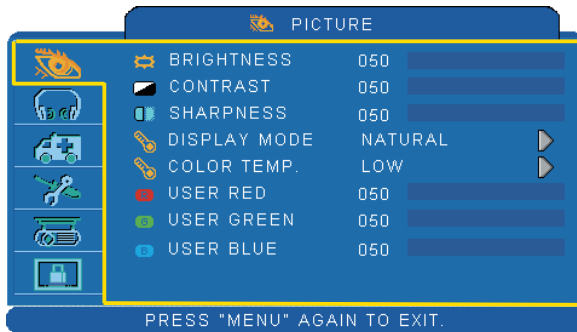 PICTURE
BRIGHTNESS 050
CONTRAST 050
SHARPNESS 050
DISPLAY MODE NATURAL
COLOR TEMP. LOW
R USER RED 050
G USER GREEN 050
B USER BLUE 050
PRESS "MENU" AGAIN TO EXIT.